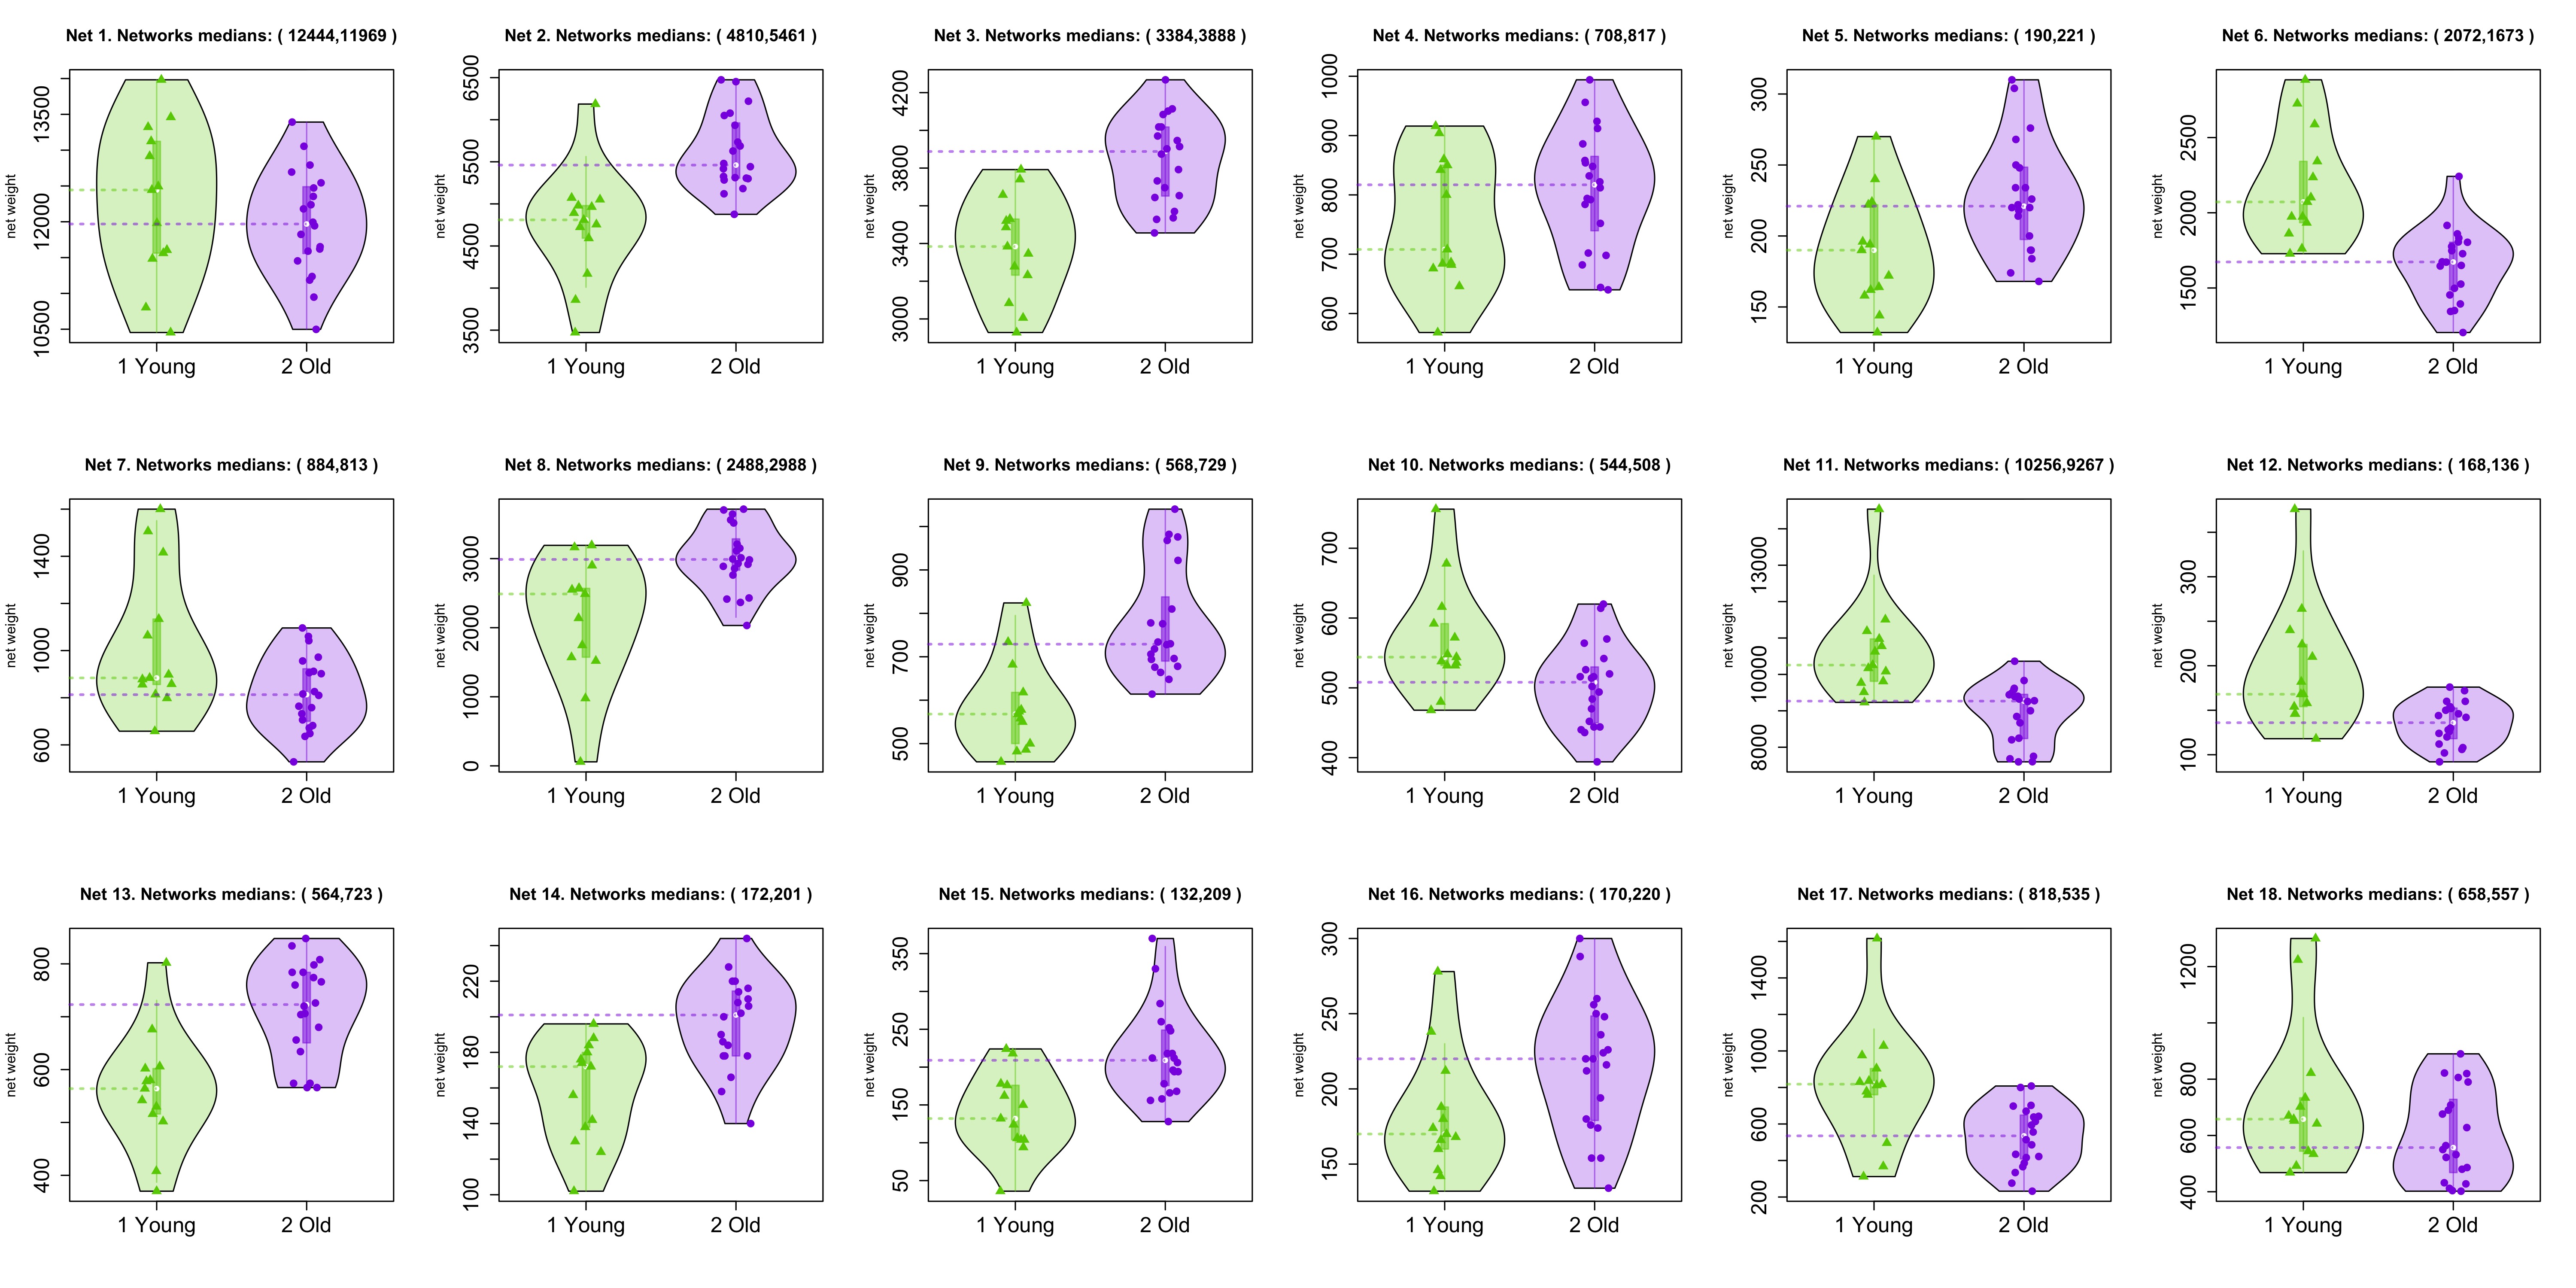 Net 1. Networks medians: ( 12444,11969 )
net weight
10500 12000 13500
1 Young 2 Old
Net 2. Networks medians: ( 4810,5461 )
net weight
3500 4500 5500 6500
1 Young 2 Old
Net 3. Networks medians: ( 3384,3888 )
net weight
3000 3400 3800 4200
1 Young 2 Old
Net 4. Networks medians: ( 708,817 )
net weight
600 700 800 900 1000
1 Young 2 Old
Net 5. Networks medians: ( 190,221 )
net weight
150 200 250 300
1 Young 2 Old
Net 6. Networks medians: ( 2072,1673 )
net weight
1500 2000 2500
1 Young 2 Old
Net 7. Networks medians: ( 884,813 )
net weight
600 1000 1400
1 Young 2 Old
Net 8. Networks medians: ( 2488,2988 )
net weight
0 1000 2000 3000
1 Young 2 Old
Net 9. Networks medians: ( 568,729 )
net weight
500 700 900
1 Young 2 Old
Net 10. Networks medians: ( 544,508 )
net weight
400 500 600 700
1 Young 2 Old
Net 11. Networks medians: ( 10256,9267 )
net weight
8000 10000 13000
1 Young 2 Old
Net 12. Networks medians: ( 168,136 )
net weight
100 200 300
1 Young 2 Old
Net 13. Networks medians: ( 564,723 )
net weight
400 600 800
1 Young 2 Old
Net 14. Networks medians: ( 172,201 )
net weight
100 140 180 220
1 Young 2 Old
Net 15. Networks medians: ( 132,209 )
net weight
50 150 250 350
1 Young 2 Old
Net 16. Networks medians: ( 170,220 )
net weight
150 200 250 300
1 Young 2 Old
Net 17. Networks medians: ( 818,535 )
net weight
200 600 1000 1400
1 Young 2 Old
Net 18. Networks medians: ( 658,557 )
net weight
400 600 800 1200
1 Young 2 Old